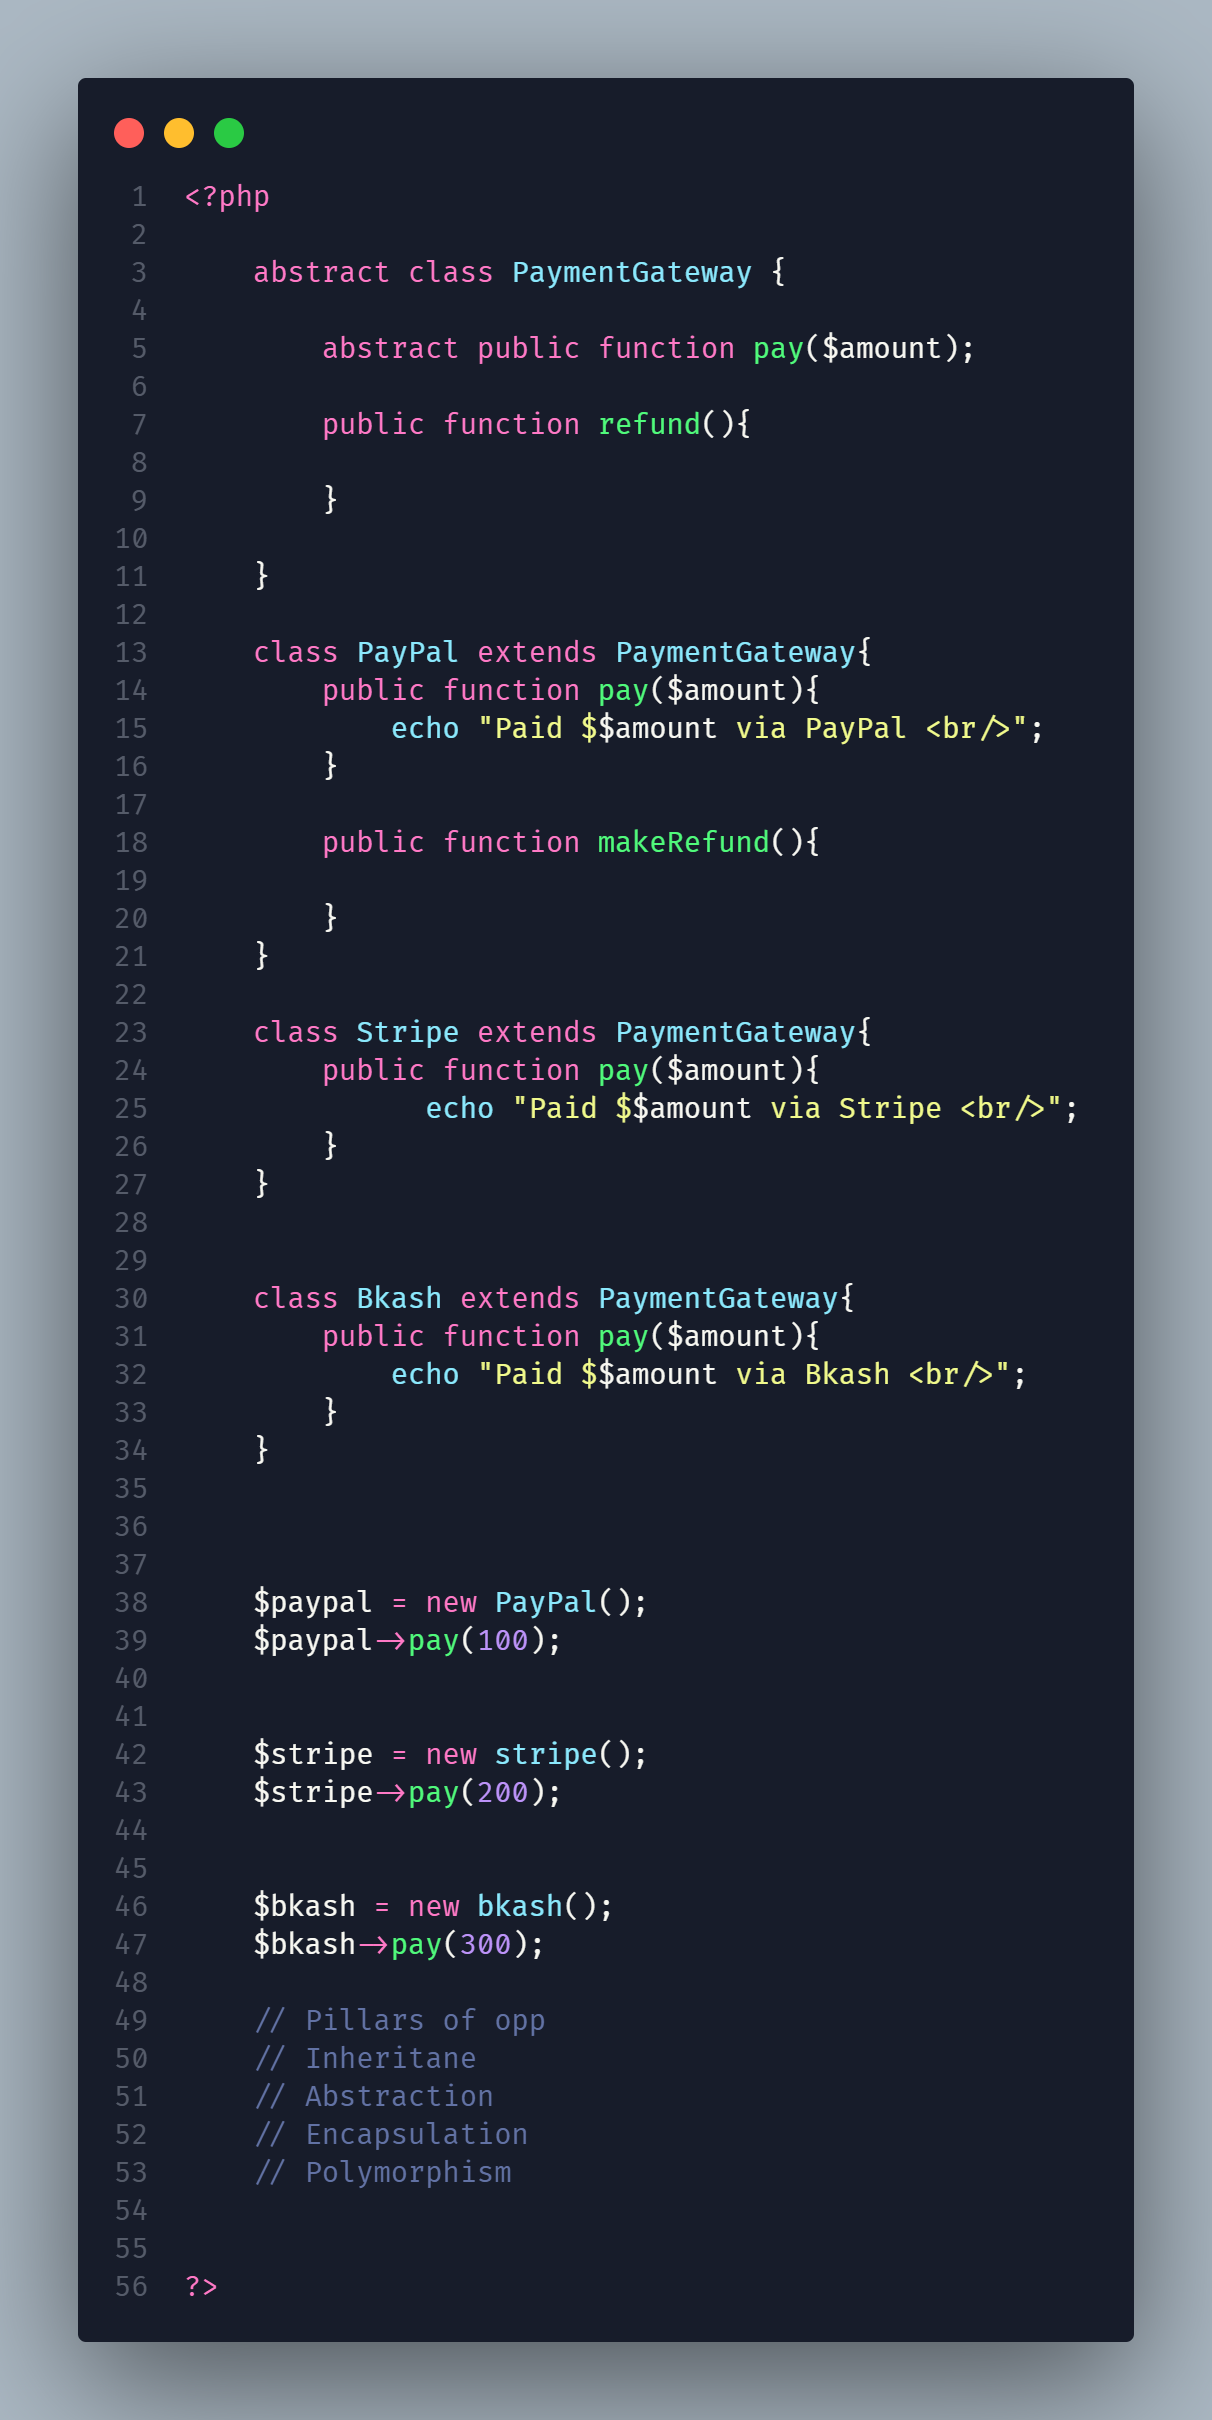 1 <?php
2
3     abstract class PaymentGateway {
4
5         abstract public function pay($amount);
6
7         public function refund(){
8
9         }
10
11     }
12
13     class PayPal extends PaymentGateway{
14         public function pay($amount){
15             echo "Paid $$amount via PayPal <br/>";
16         }
17
18         public function makeRefund(){
19
20         }
21     }
22
23     class Stripe extends PaymentGateway{
24         public function pay($amount){
25               echo "Paid $$amount via Stripe <br/>";
26         }
27     }
28
29
30     class Bkash extends PaymentGateway{
31         public function pay($amount){
32             echo "Paid $$amount via Bkash <br/>";
33         }
34     }
35
36
37
38     $paypal = new PayPal();
39     $paypal->pay(100);
40
41
42     $stripe = new stripe();
43     $stripe->pay(200);
44
45
46     $bkash = new bkash();
47     $bkash->pay(300);
48
49     // Pillars of opp
50     // Inheritane
51     // Abstraction
52     // Encapsulation
53     // Polymorphism
54
55
56 ?>